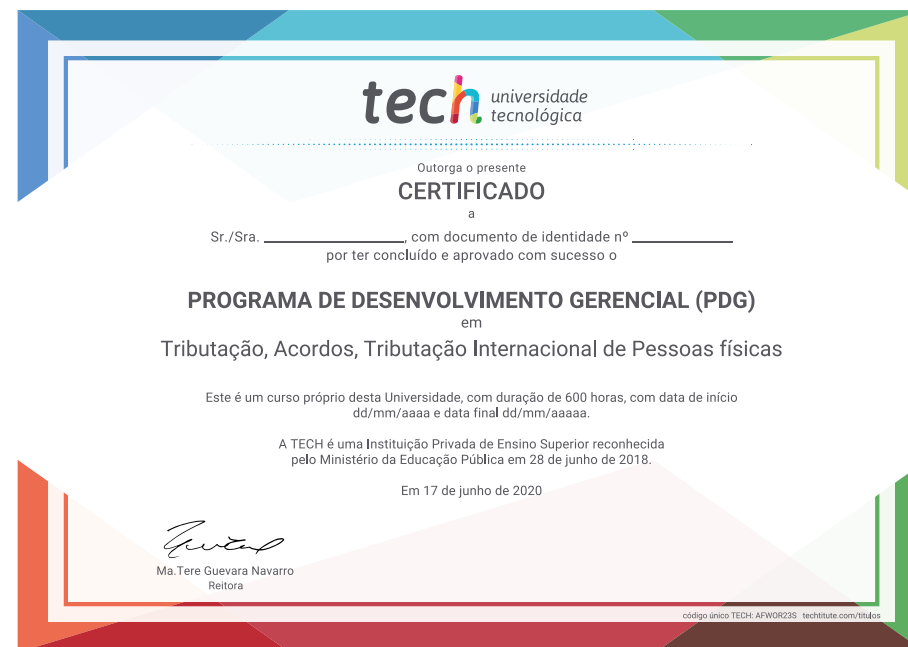 tech universidade
tecnológica
Outorga o presente
CERTIFICADO
a
Sr./Sra. ______________, com documento de identidade nº __________
por ter concluído e aprovado com sucesso o
PROGRAMA DE DESENVOLVIMENTO GERENCIAL (PDG)
em
Tributação, Acordos, Tributação Internacional de Pessoas físicas
Este é um curso próprio desta Universidade, com duração de 600 horas, com data de início
dd/mm/aaaa e data final dd/mm/aaaaa.
A TECH é uma Instituição Privada de Ensino Superior reconhecida
pelo Ministério da Educação Pública em 28 de junho de 2018.
Em 17 de junho de 2020
Ma.Tere Guevara Navarro
Reitora
código único TECH: AFWOR23S techtitute.com/titulos